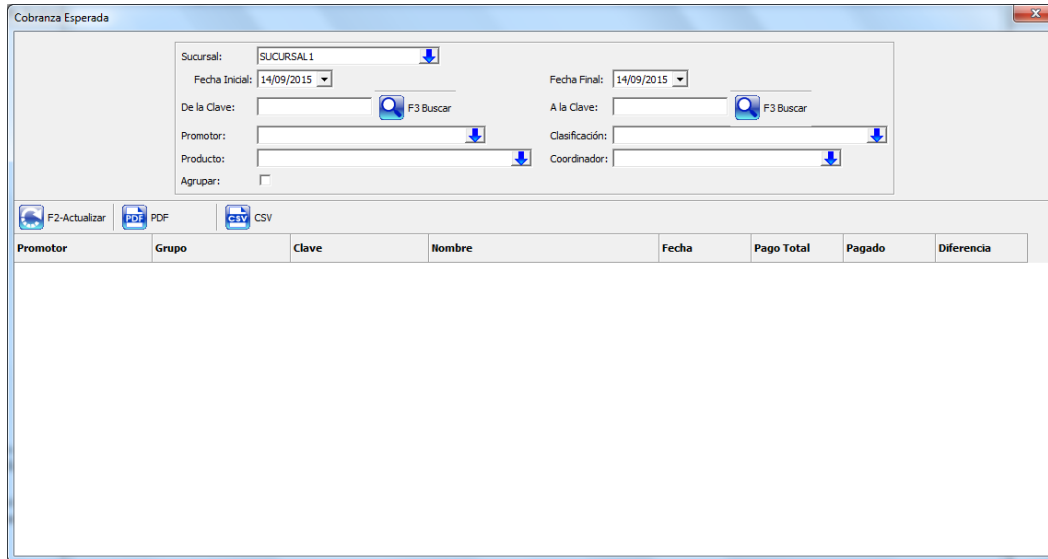 Cobranza Esperada
Sucursal: SUCURSAL1
Fecha Inicial: 14/09/2015 Fecha Final: 14/09/2015
De la Clave: F3 Buscar A la Clave: F3 Buscar
Promotor: Clasificación:
Producto: Coordinador:
Agrupar:
F2-Actualizar PDF PDF CSV CSV
Promotor Grupo Clave Nombre Fecha Pago Total Pagado Diferencia